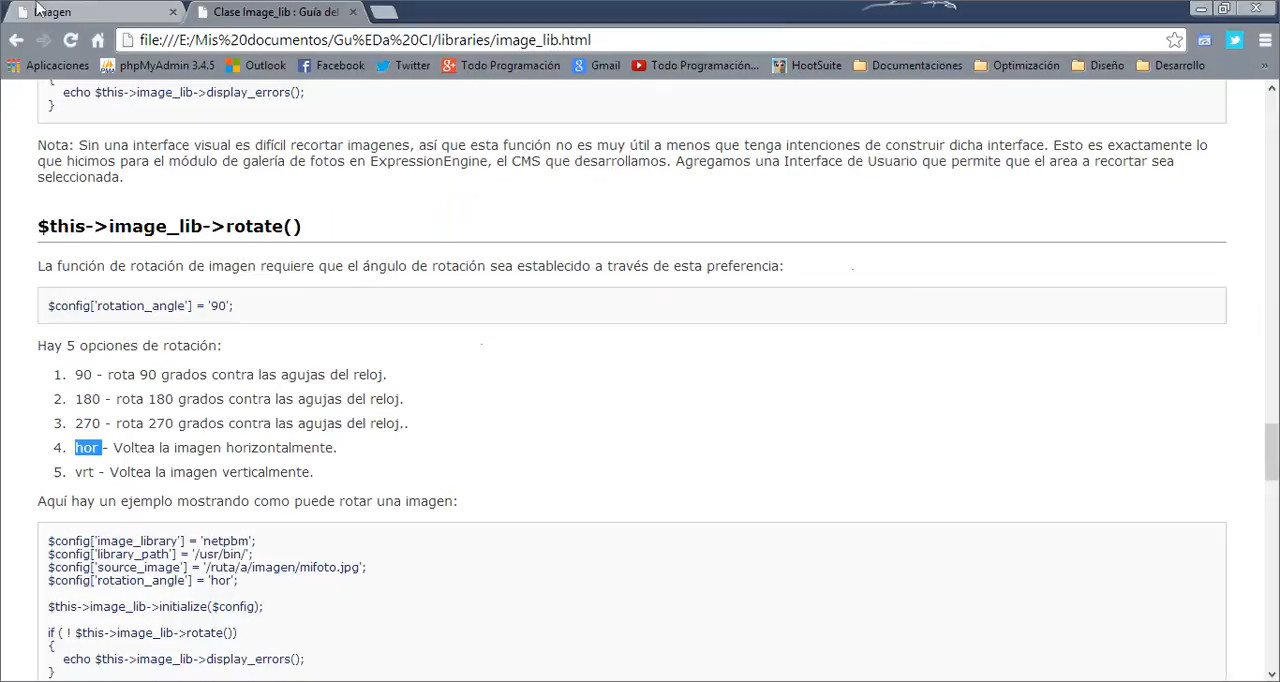 Imagen
Clase Image_lib : Guía del
file:///E:/Mis%20documentos/Gu%EDa%20CI/libraries/image_lib.html
Aplicaciones phpMyAdmin 3.4.5 Outlook Facebook Twitter Todo Programación Gmail Todo Programación... HootSuite Documentaciones Optimización Diseño Desarrollo »
{
echo $this->image_lib->display_errors();
}
Nota: Sin una interface visual es difícil recortar imagenes, así que esta función no es muy útil a menos que tenga intenciones de construir dicha interface. Esto es exactamente lo
que hicimos para el módulo de galería de fotos en ExpressionEngine, el CMS que desarrollamos. Agregamos una Interface de Usuario que permite que el area a recortar sea
seleccionada.
$this->image_lib->rotate()
La función de rotación de imagen requiere que el ángulo de rotación sea establecido a través de esta preferencia:
$config['rotation_angle'] = '90';
Hay 5 opciones de rotación:
1. 90 - rota 90 grados contra las agujas del reloj.
2. 180 - rota 180 grados contra las agujas del reloj.
3. 270 - rota 270 grados contra las agujas del reloj..
4. hor - Voltea la imagen horizontalmente.
5. vrt - Voltea la imagen verticalmente.
Aquí hay un ejemplo mostrando como puede rotar una imagen:
$config['image_library'] = 'netpbm';
$config['library_path'] = '/usr/bin/';
$config['source_image'] = '/ruta/a/imagen/mifoto.jpg';
$config['rotation_angle'] = 'hor';
$this->image_lib->initialize($config);
if ( ! $this->image_lib->rotate())
{
echo $this->image_lib->display_errors();
}